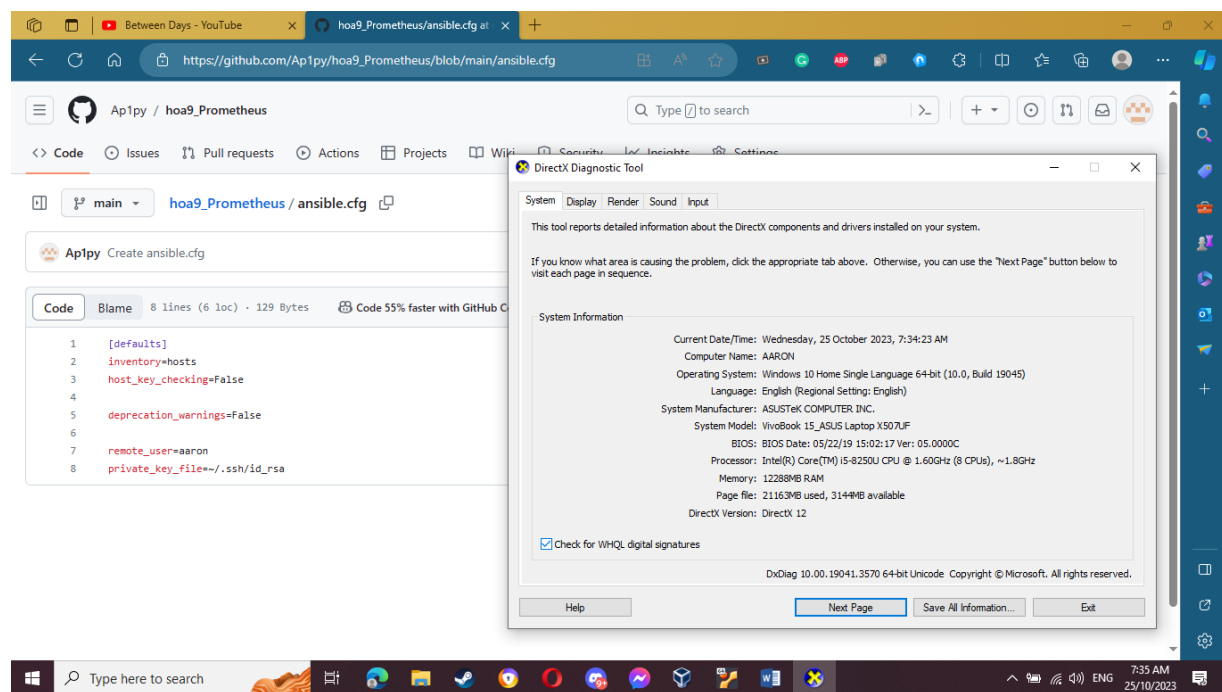 Between Days - YouTube
hoa9_Prometheus/ansible.cfg at
https://github.com/Ap1py/hoa9_Prometheus/blob/main/ansible.cfg
Ap1py / hoa9_Prometheus
Type / to search
Code Issues Pull requests Actions Projects Wiki Security Insights Settings
main hoa9_Prometheus / ansible.cfg
Ap1py Create ansible.cfg
Code Blame 8 lines (6 loc) · 129 Bytes Code 55% faster with GitHub C
1 [defaults]
2 inventory=hosts
3 host_key_checking=False
4
5 deprecation_warnings=False
6
7 remote_user=aaron
8 private_key_file=~/.ssh/id_rsa
DirectX Diagnostic Tool
System Display Render Sound Input
This tool reports detailed information about the DirectX components and drivers installed on your system.
If you know what area is causing the problem, click the appropriate tab above. Otherwise, you can use the "Next Page" button below to
visit each page in sequence.
System Information
Current Date/Time: Wednesday, 25 October 2023, 7:34:23 AM
Computer Name: AARON
Operating System: Windows 10 Home Single Language 64-bit (10.0, Build 19045)
Language: English (Regional Setting: English)
System Manufacturer: ASUSTeK COMPUTER INC.
System Model: VivoBook 15_ASUS Laptop X507UF
BIOS: BIOS Date: 05/22/19 15:02:17 Ver: 05.0000C
Processor: Intel(R) Core(TM) i5-8250U CPU @ 1.60GHz (8 CPUs), ~1.8GHz
Memory: 12288MB RAM
Page file: 21163MB used, 3144MB available
DirectX Version: DirectX 12
Check for WHQL digital signatures
DxDiag 10.00.19041.3570 64-bit Unicode Copyright © Microsoft. All rights reserved.
Help Next Page Save All Information... Exit
Type here to search
ENG
7:35 AM
25/10/2023